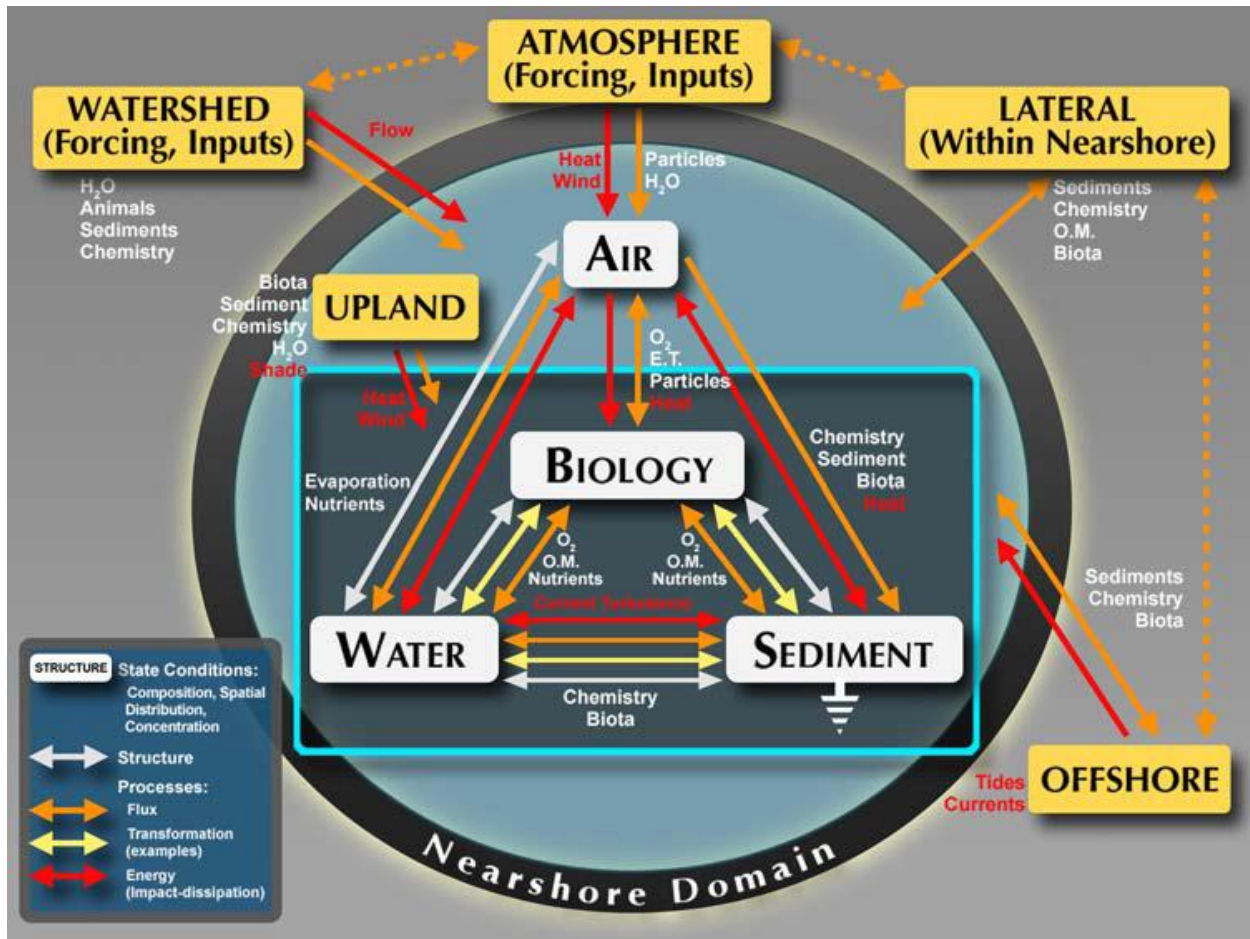 ATMOSPHERE
(Forcing, Inputs)
WATERSHED
(Forcing, Inputs)
LATERAL
(Within Nearshore)
Flow
Heat
Wind
Particles
H₂O
H₂O
Animals
Sediments
Chemistry
Sediments
Chemistry
O.M.
Biota
AIR
Biota
Sediment
Chemistry
H₂O
Shade
UPLAND
Heat
Wind
O₂
E.T.
Particles
Heat
Chemistry
Sediment
Biota
Heat
BIOLOGY
Evaporation
Nutrients
O₂
O.M.
Nutrients
O₂
O.M.
Nutrients
Sediments
Chemistry
Biota
Current Turbulence
WATER
SEDIMENT
Chemistry
Biota
OFFSHORE
Tides
Currents
Nearshore Domain
STRUCTURE
State Conditions:
Composition, Spatial
Distribution,
Concentration
Structure
Processes:
Flux
Transformation
(examples)
Energy
(Impact-dissipation)